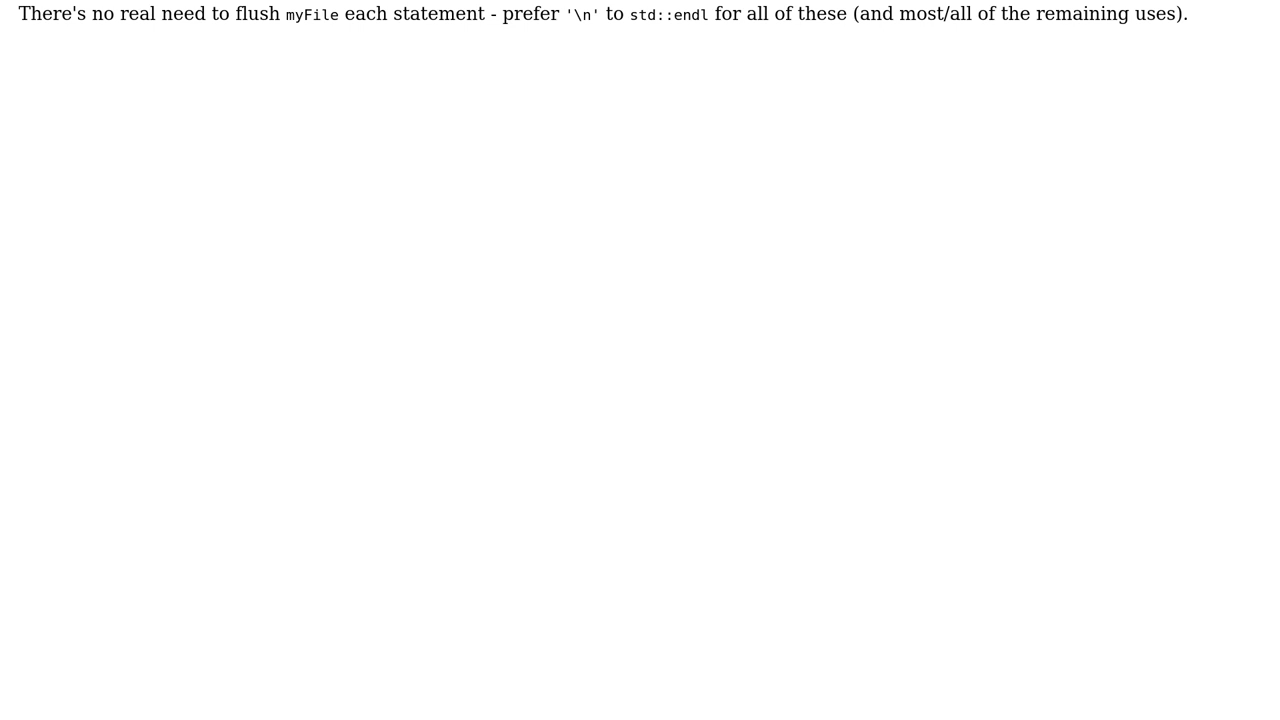 There's no real need to flush myFile each statement - prefer '\n' to std::endl for all of these (and most/all of the remaining uses).